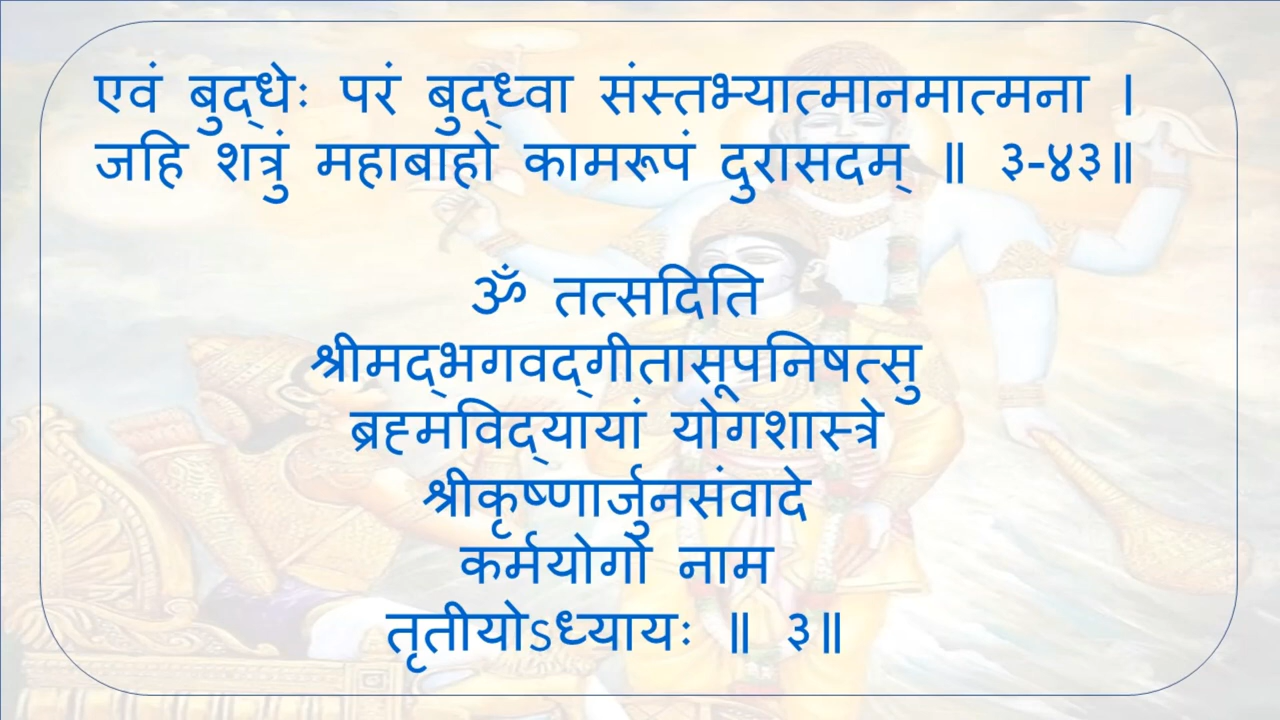 एवं बुद्धेः परं बुद्ध्वा संस्तभ्यात्मानमात्मना ।
जहि शत्रुं महाबाहो कामरूपं दुरासदम् ॥ ३-४३॥
ॐ तत्सदिति
श्रीमद्भगवद्गीतासूपनिषत्सु
ब्रह्मविद्यायां योगशास्त्रे
श्रीकृष्णार्जुनसंवादे
कर्मयोगो नाम
तृतीयोऽध्यायः ॥ ३॥